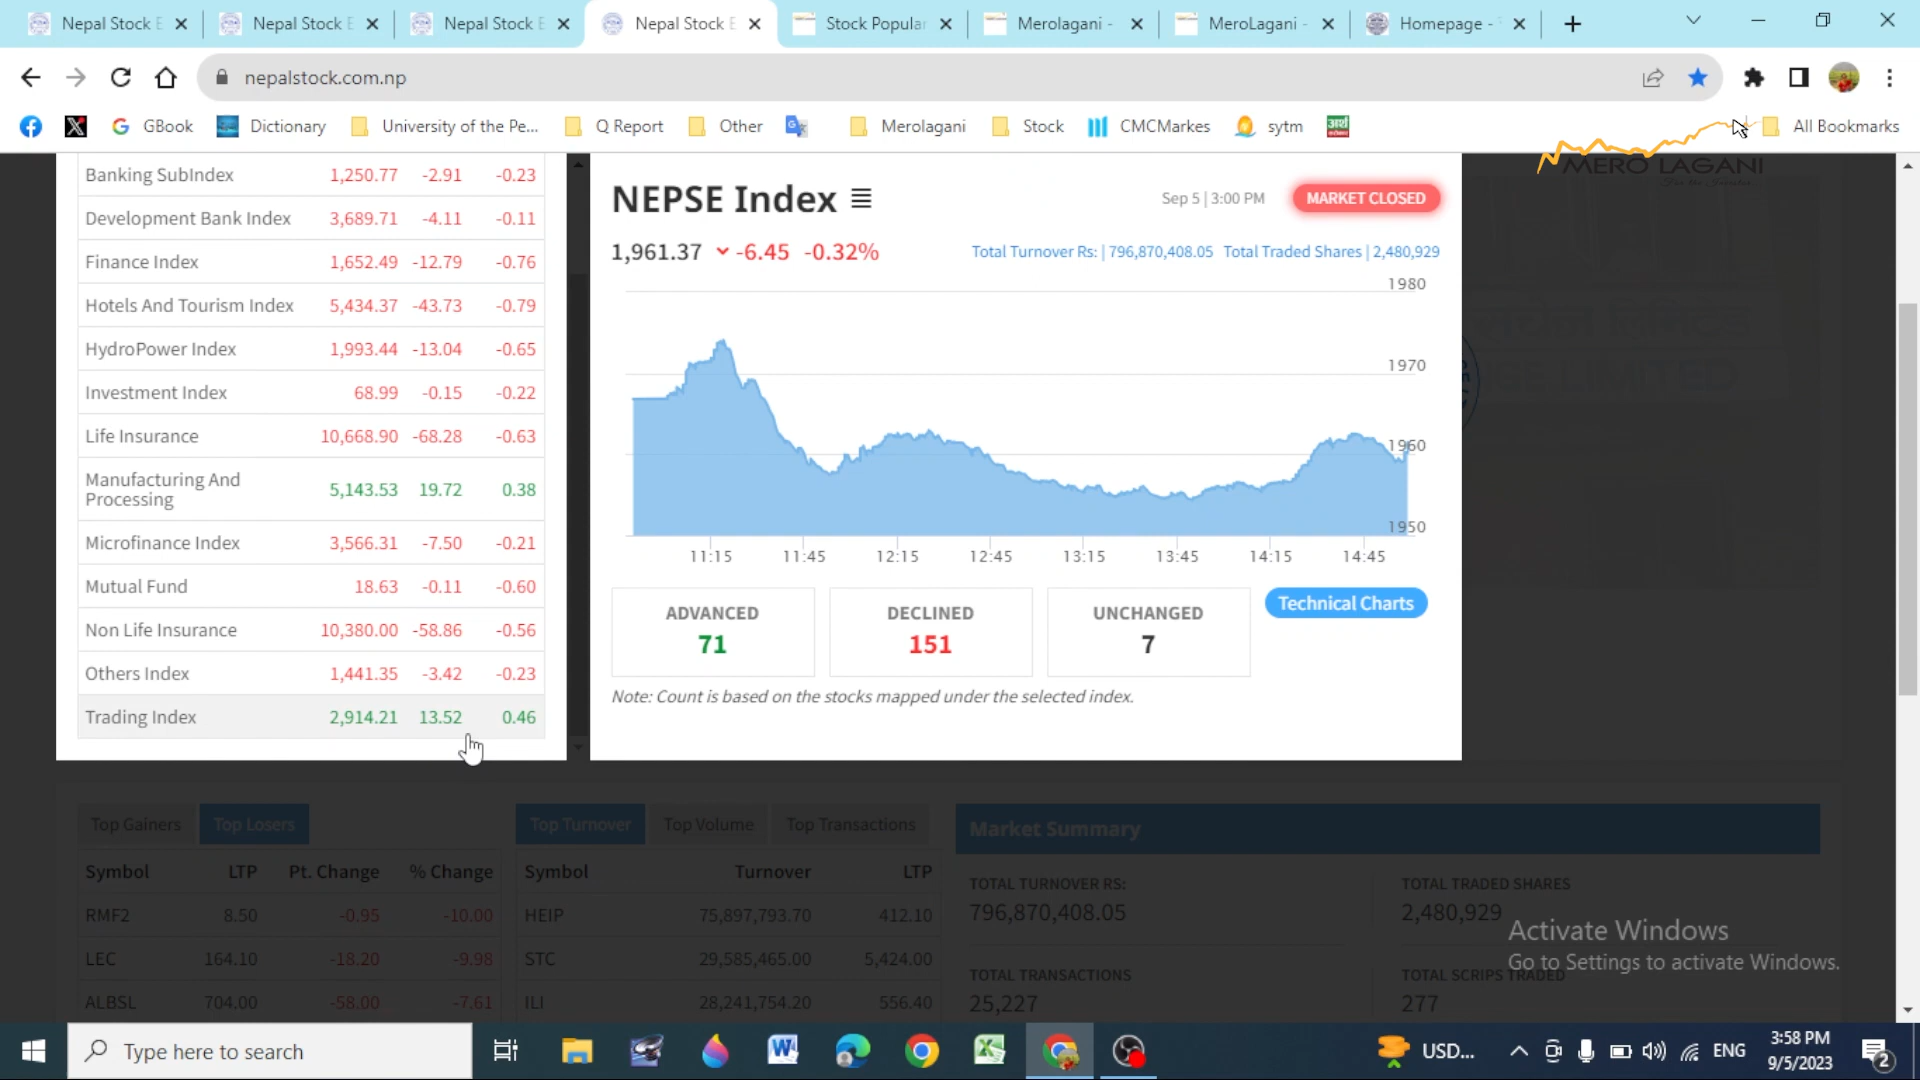 Nepal Stock E Nepal Stock E Nepal Stock E Nepal Stock E Stock Popular Merolagani - MeroLagani - Homepage -
nepalstock.com.np
GBook Dictionary University of the Pe... Q Report Other Merolagani Stock CMCMarkes sytm All Bookmarks
MERO LAGANI
Banking SubIndex 1,250.77 -2.91 -0.23
Development Bank Index 3,689.71 -4.11 -0.11
Finance Index 1,652.49 -12.79 -0.76
Hotels And Tourism Index 5,434.37 -43.73 -0.79
HydroPower Index 1,993.44 -13.04 -0.65
Investment Index 68.99 -0.15 -0.22
Life Insurance 10,668.90 -68.28 -0.63
Manufacturing And
Processing 5,143.53 19.72 0.38
Microfinance Index 3,566.31 -7.50 -0.21
Mutual Fund 18.63 -0.11 -0.60
Non Life Insurance 10,380.00 -58.86 -0.56
Others Index 1,441.35 -3.42 -0.23
Trading Index 2,914.21 13.52 0.46
NEPSE Index Sep 5 | 3:00 PM MARKET CLOSED
1,961.37 -6.45 -0.32% Total Turnover Rs: | 796,870,408.05 Total Traded Shares | 2,480,929
1980
1970
1960
1950
11:15 11:45 12:15 12:45 13:15 13:45 14:15 14:45
ADVANCED DECLINED UNCHANGED Technical Charts
71 151 7
Note: Count is based on the stocks mapped under the selected index.
Top Gainers Top Losers Top Turnover Top Volume Top Transactions Market Summary
Symbol LTP Pt. Change % Change Symbol Turnover LTP
RMF2 8.50 -0.95 -10.00 HEIP 75,897,793.70 412.10
LEC 164.10 -18.20 -9.98 STC 29,585,465.00 5,424.00
ALBSL 704.00 -58.00 -7.61 ILI 28,241,754.20 556.40
TOTAL TURNOVER RS: TOTAL TRADED SHARES
796,870,408.05 2,480,929
TOTAL TRANSACTIONS TOTAL SCRIPS TRADED
25,227 277
Activate Windows
Go to Settings to activate Windows.
Type here to search USD... ENG 3:58 PM
9/5/2023 2